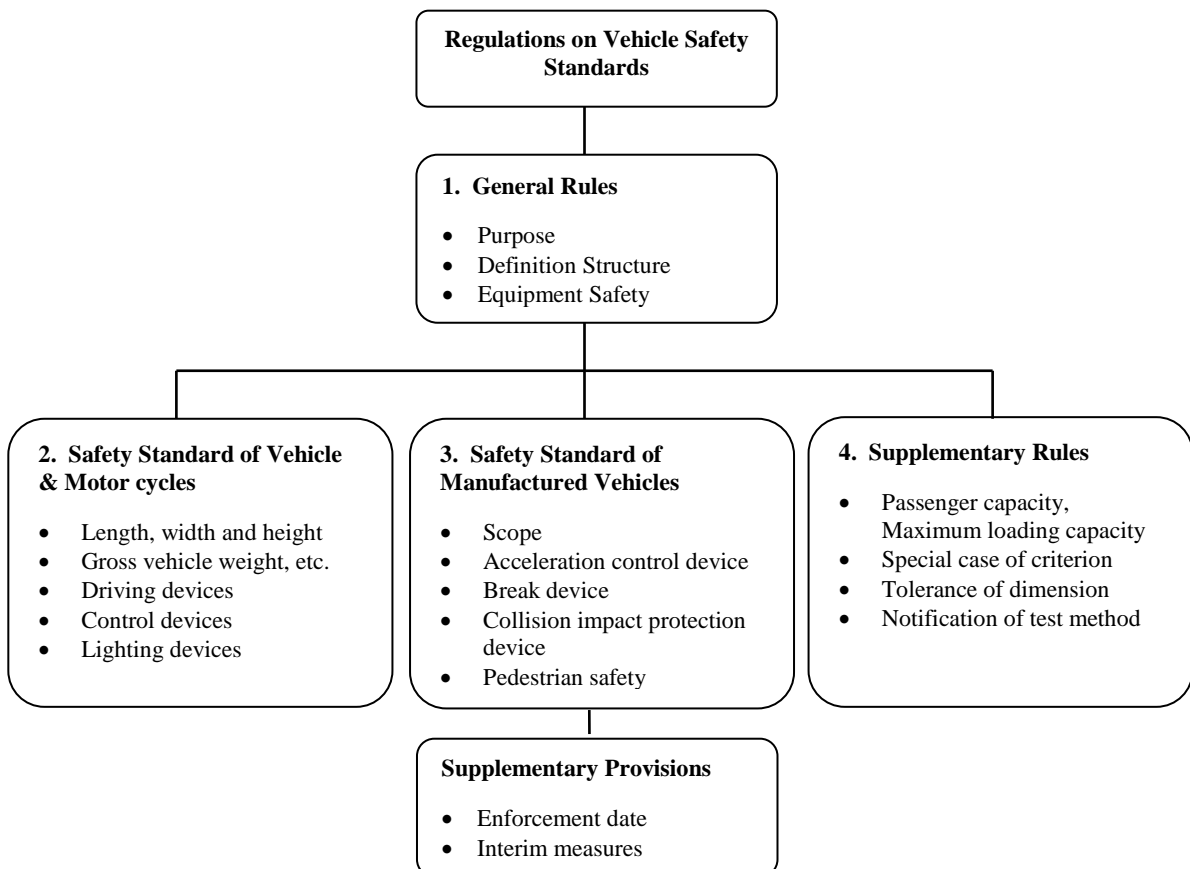 Regulations on Vehicle Safety
Standards
1. General Rules
• Purpose
• Definition Structure
• Equipment Safety
2. Safety Standard of Vehicle
& Motor cycles
• Length, width and height
• Gross vehicle weight, etc.
• Driving devices
• Control devices
• Lighting devices
3. Safety Standard of
Manufactured Vehicles
• Scope
• Acceleration control device
• Break device
• Collision impact protection
device
• Pedestrian safety
4. Supplementary Rules
• Passenger capacity,
Maximum loading capacity
• Special case of criterion
• Tolerance of dimension
• Notification of test method
Supplementary Provisions
• Enforcement date
• Interim measures